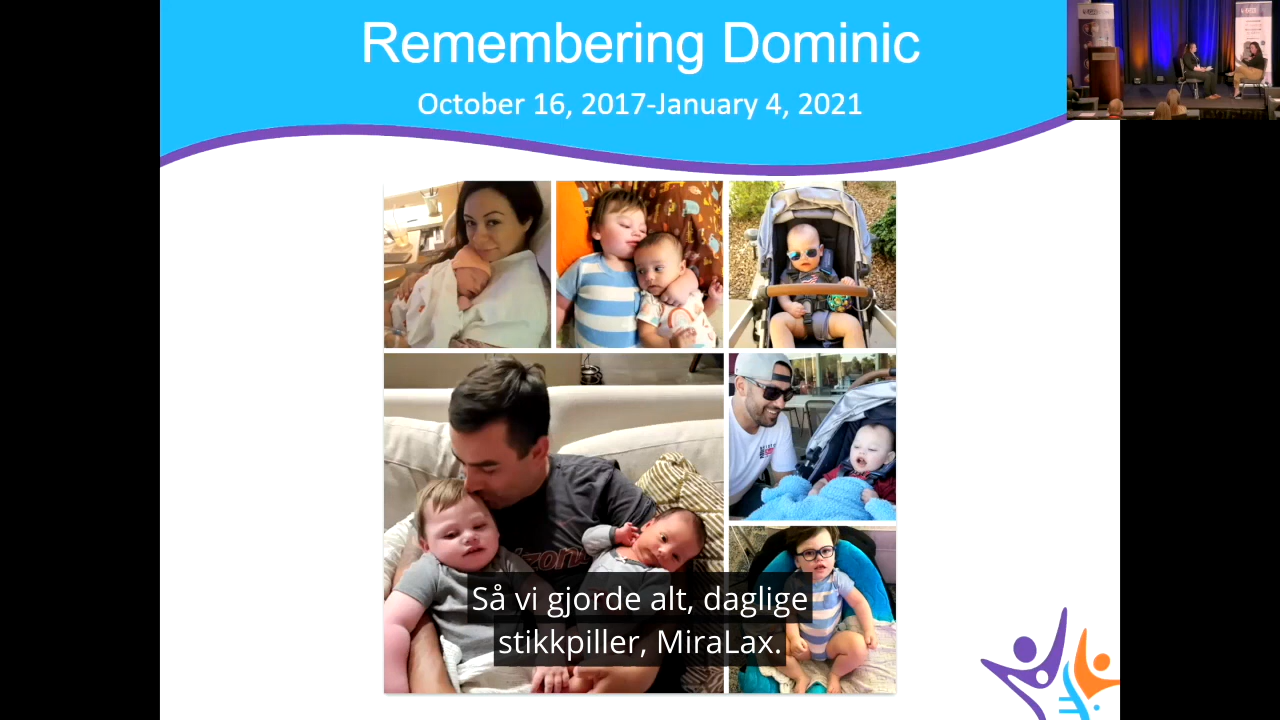 Remembering Dominic
October 16, 2017-January 4, 2021
Så vi gjorde alt, daglige
stikkpiller, MiraLax.